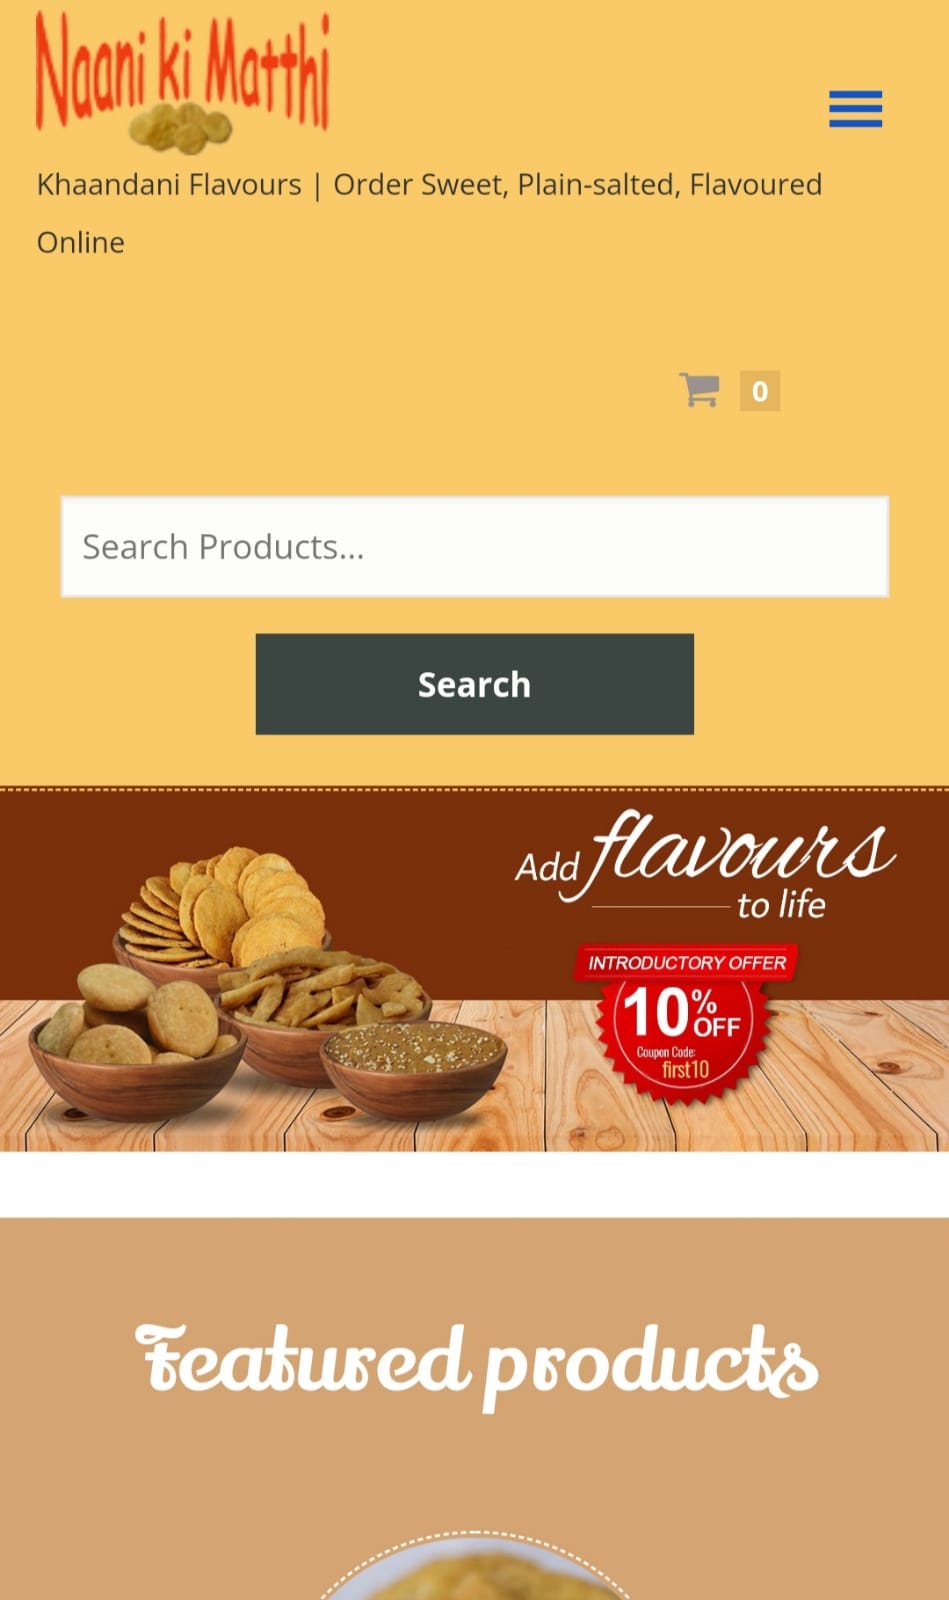 Naani ki Matthi
Khaandani Flavours | Order Sweet, Plain-salted, Flavoured
Online
0
Search Products...
Search
Add flavours
to life
INTRODUCTORY OFFER
10% OFF
Coupon Code:
first10
Featured products